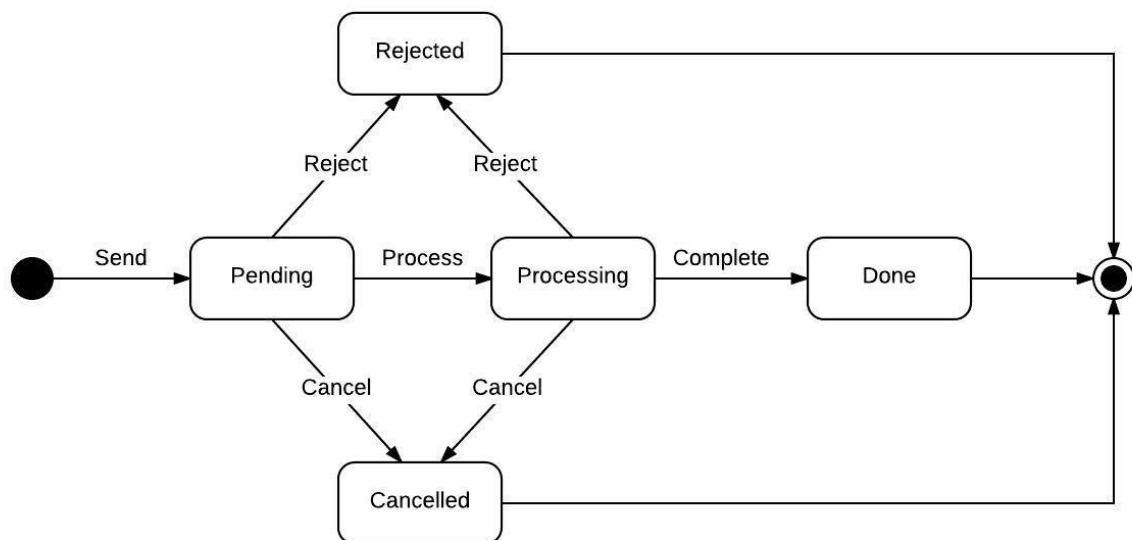 Rejected
Reject
Reject
Send
Pending
Process
Processing
Complete
Done
Cancel
Cancel
Cancelled